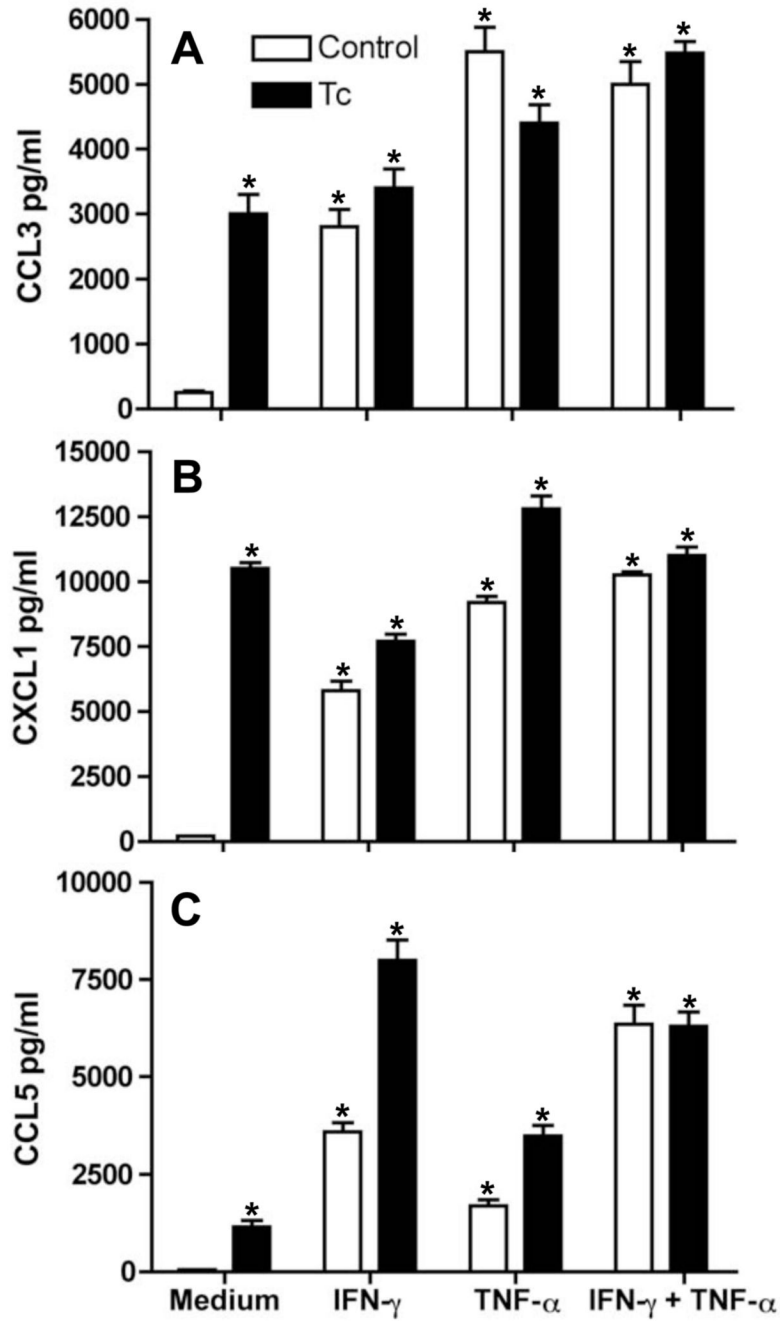 A
Control
Tc
CCL3 pg/ml
6000
5000
4000
3000
2000
1000
0
* * * * * * *
B
CXCL1 pg/ml
15000
12500
10000
7500
5000
2500
0
* * * * * * *
C
CCL5 pg/ml
10000
7500
5000
2500
0
* * * * * * *
Medium IFN-γ TNF-α IFN-γ + TNF-α